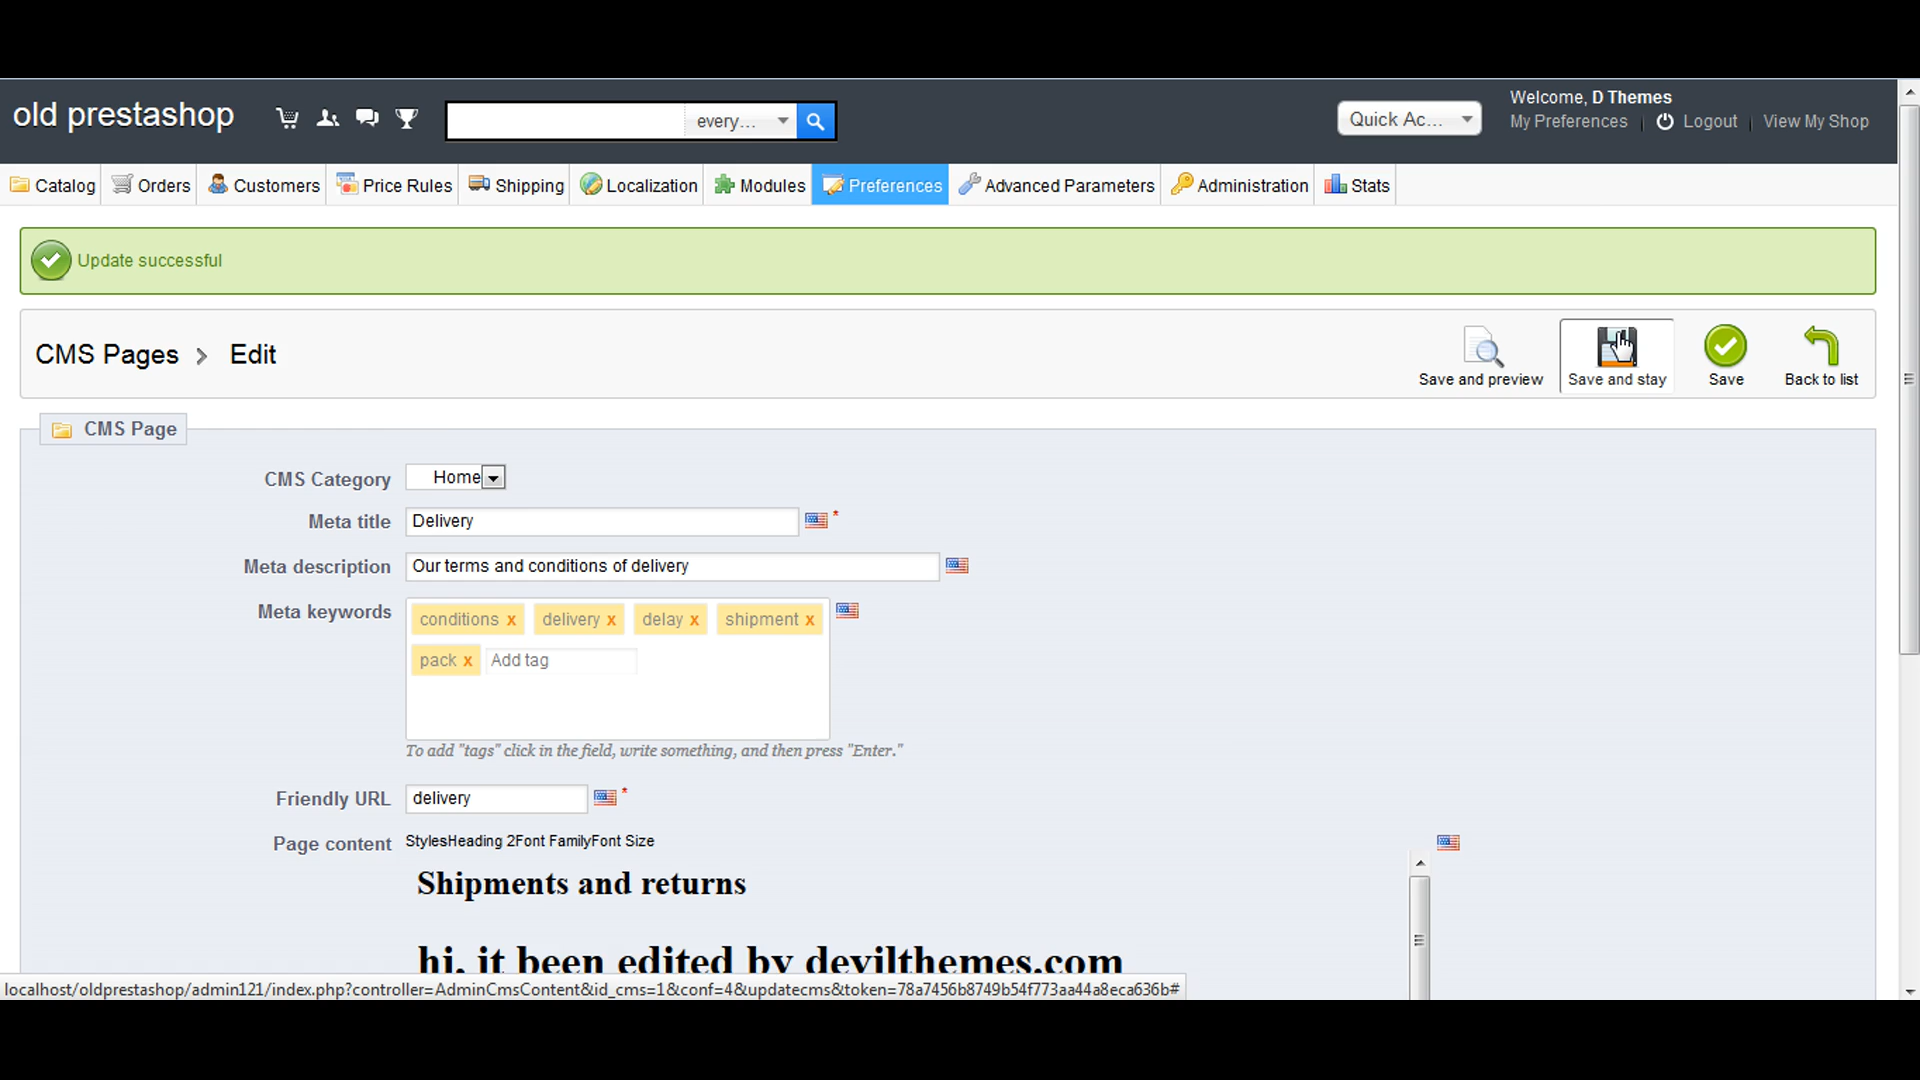 old prestashop
every...
Quick Ac...
Welcome, D Themes
My Preferences | Logout | View My Shop
Catalog Orders Customers Price Rules Shipping Localization Modules Preferences Advanced Parameters Administration Stats
Update successful
CMS Pages > Edit
Save and preview Save and stay Save Back to list
CMS Page
CMS Category Home
Meta title Delivery *
Meta description Our terms and conditions of delivery
Meta keywords conditions x delivery x delay x shipment x
pack x Add tag
To add "tags" click in the field, write something, and then press "Enter."
Friendly URL delivery *
Page content StylesHeading 2Font FamilyFont Size
Shipments and returns
hi, it been edited by devilthemes.com
localhost/oldprestashop/admin121/index.php?controller=AdminCmsContent&id_cms=1&conf=4&updatecms&token=78a7456b8749b54f773aa44a8eca636b#